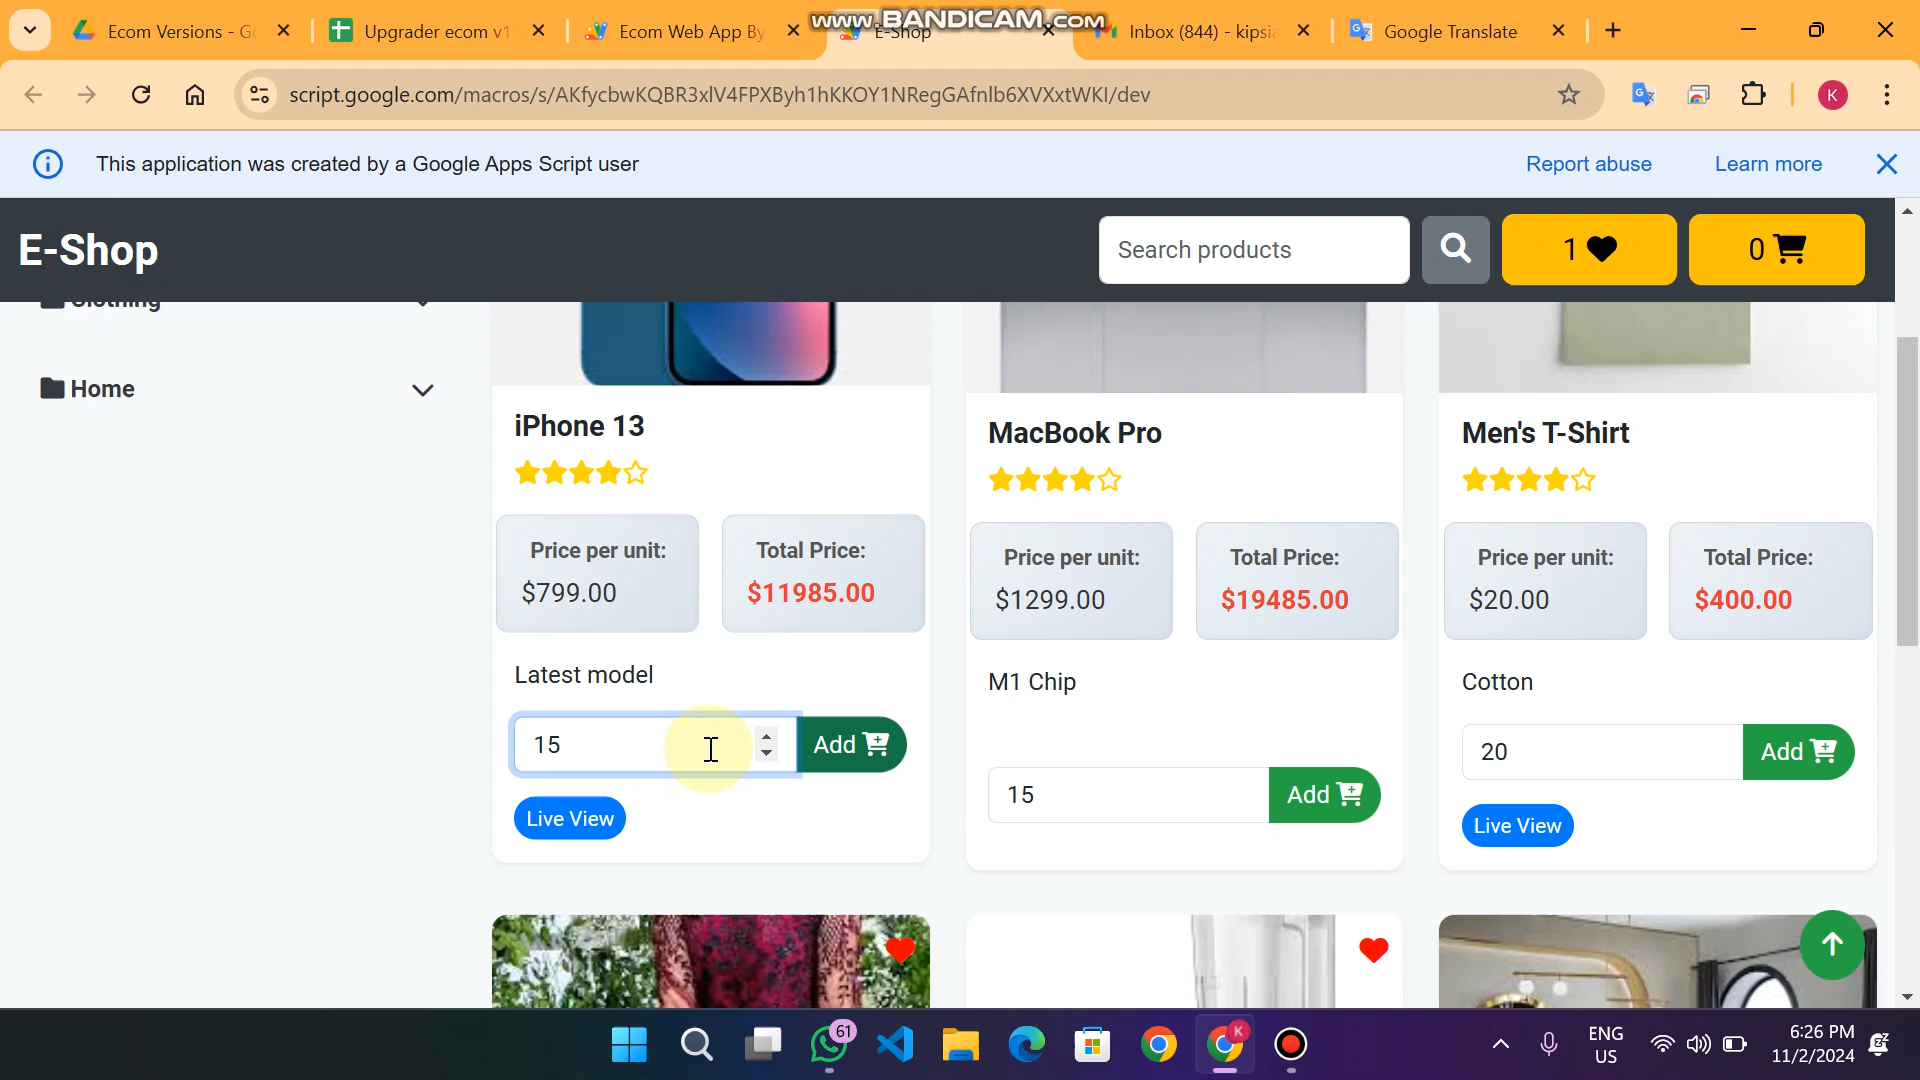 www.BANDICAM.COM
Ecom Versions - Go
Upgrader ecom v1
Ecom Web App By
E-Shop
Inbox (844) - kipsia
Google Translate
script.google.com/macros/s/AKfycbwKQBR3xlV4FPXByh1hKKOY1NRegGAfnlb6XVXxtWKI/dev
K
This application was created by a Google Apps Script user
Report abuse
Learn more
E-Shop
Search products
1
0
Clothing
Home
iPhone 13
Price per unit:
$799.00
Total Price:
$11985.00
Latest model
15
Add
Live View
MacBook Pro
Price per unit:
$1299.00
Total Price:
$19485.00
M1 Chip
15
Add
Men's T-Shirt
Price per unit:
$20.00
Total Price:
$400.00
Cotton
20
Add
Live View
61
K
ENG
US
6:26 PM
11/2/2024